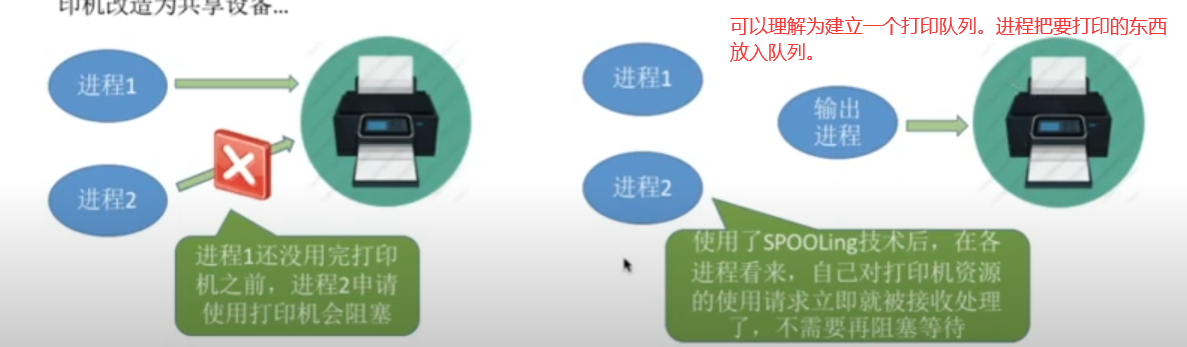 印机改造为共享设备...
可以理解为建立一个打印队列。进程把要打印的东西
放入队列。
进程1
进程2
进程1还没用完打印
机之前，进程2申请
使用打印机会阻塞
进程1
进程2
输出
进程
使用了SPOOLing技术后，在各
进程看来，自己对打印机资源
的使用请求立即就被接收处理
了，不需要再阻塞等待